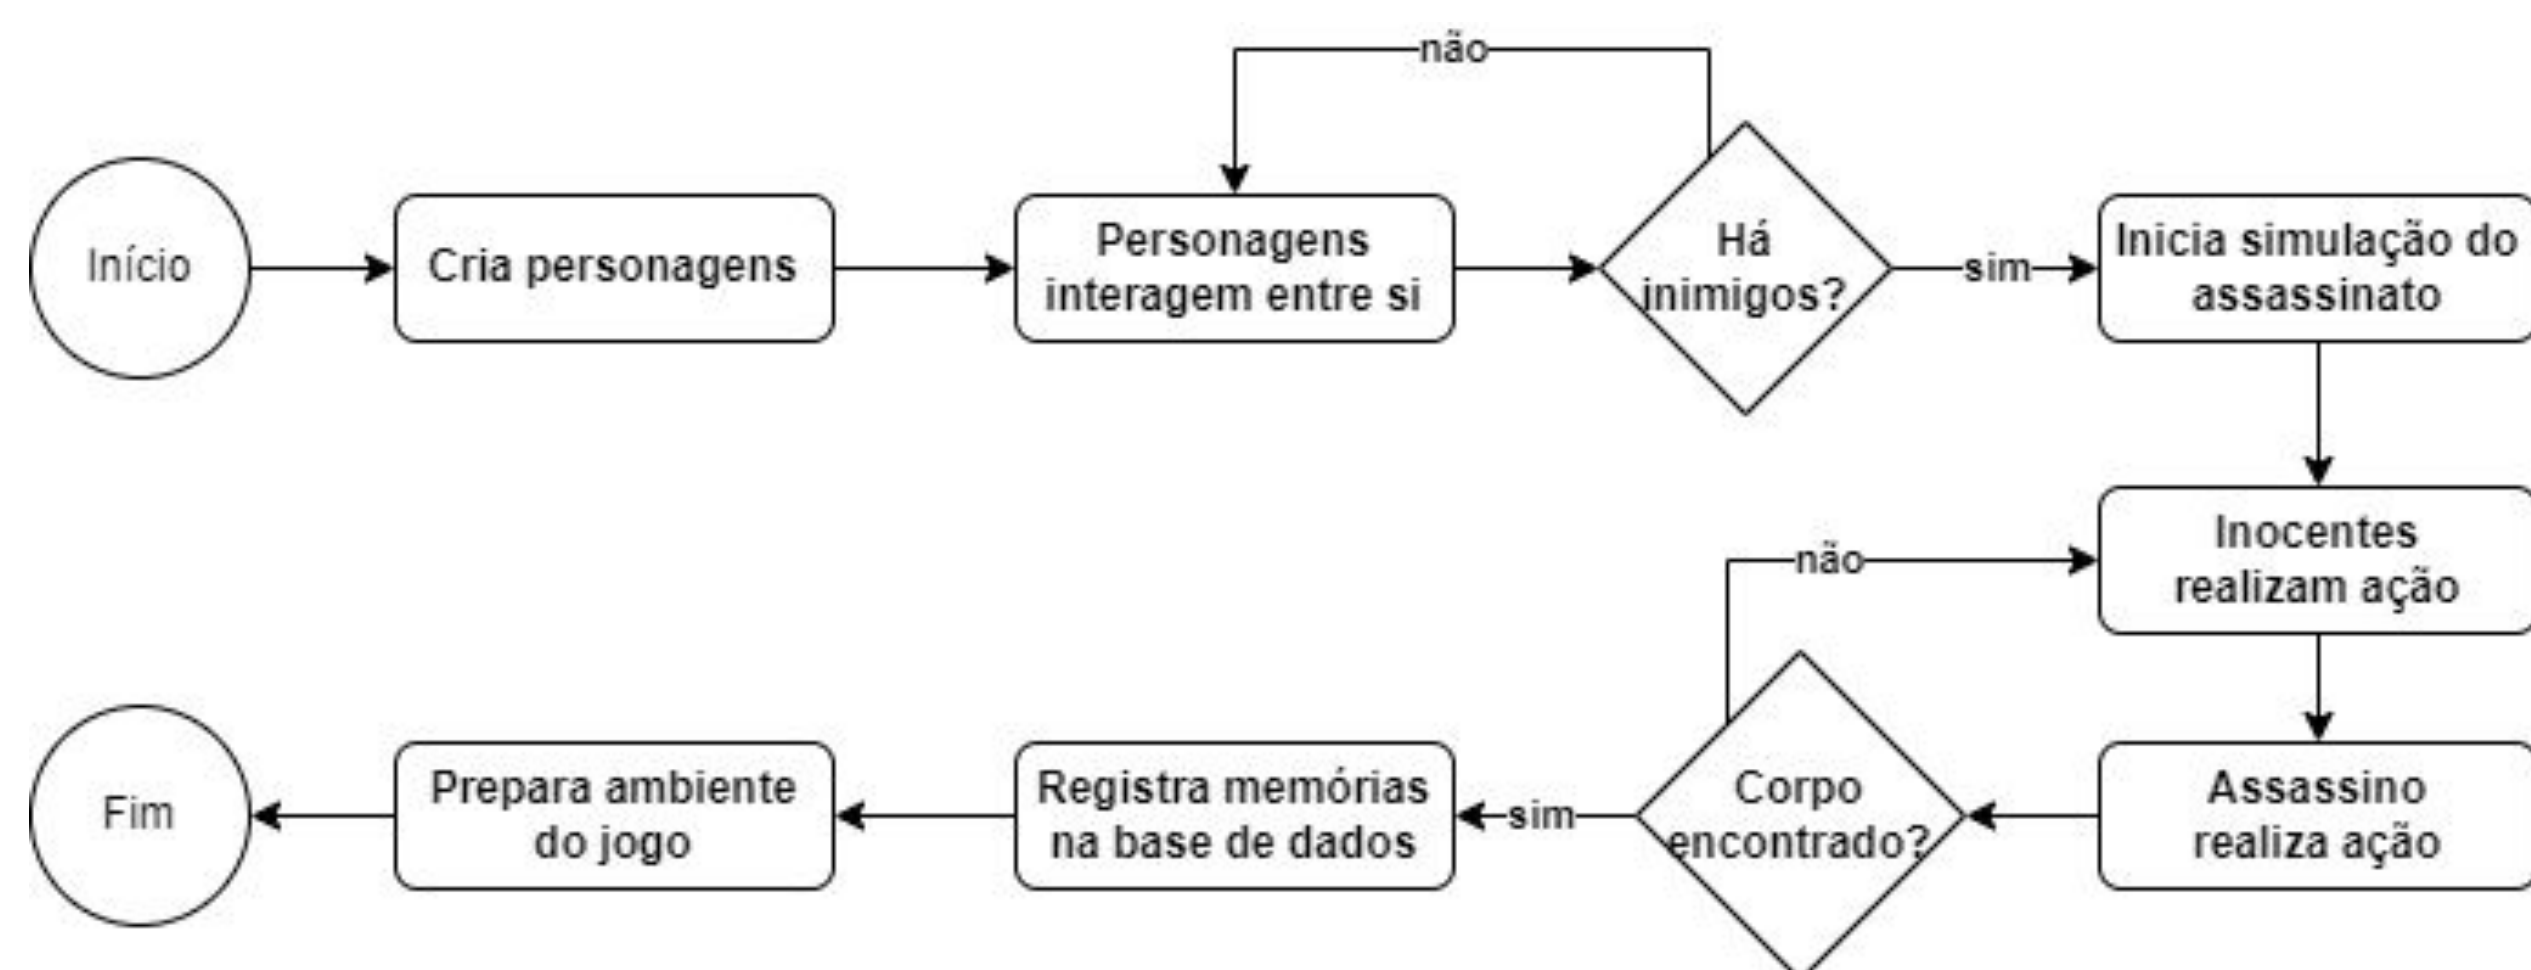 não
Início
Cria personagens
Personagens
interagem entre si
Há
inimigos?
sim
Inicia simulação do
assassinato
não
Inocentes
realizam ação
Assassino
realiza ação
Corpo
encontrado?
sim
Registra memórias
na base de dados
Prepara ambiente
do jogo
Fim